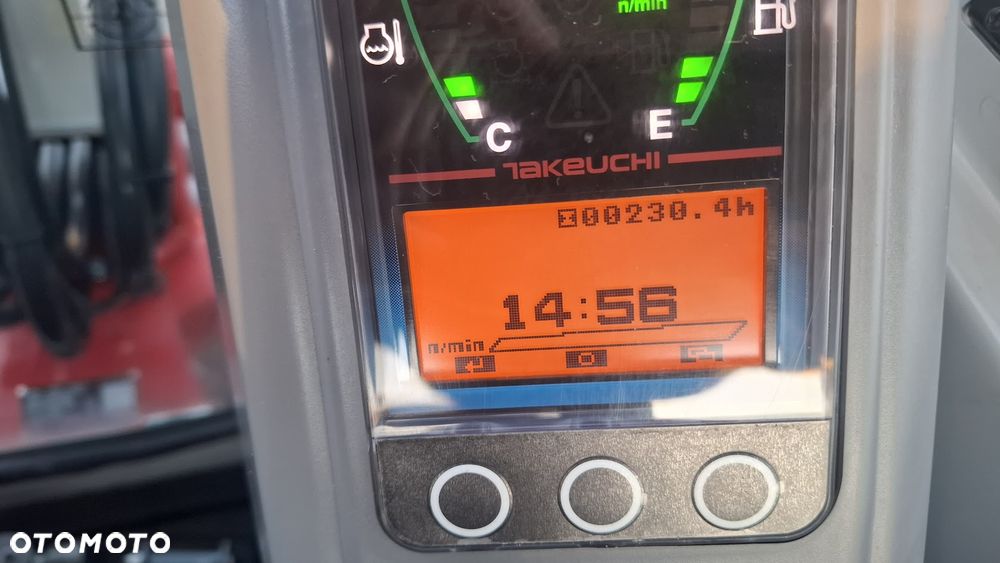 n/min
C
E
TAKEUCHI
00230.4h
14:56
n/min
OTOMOTO